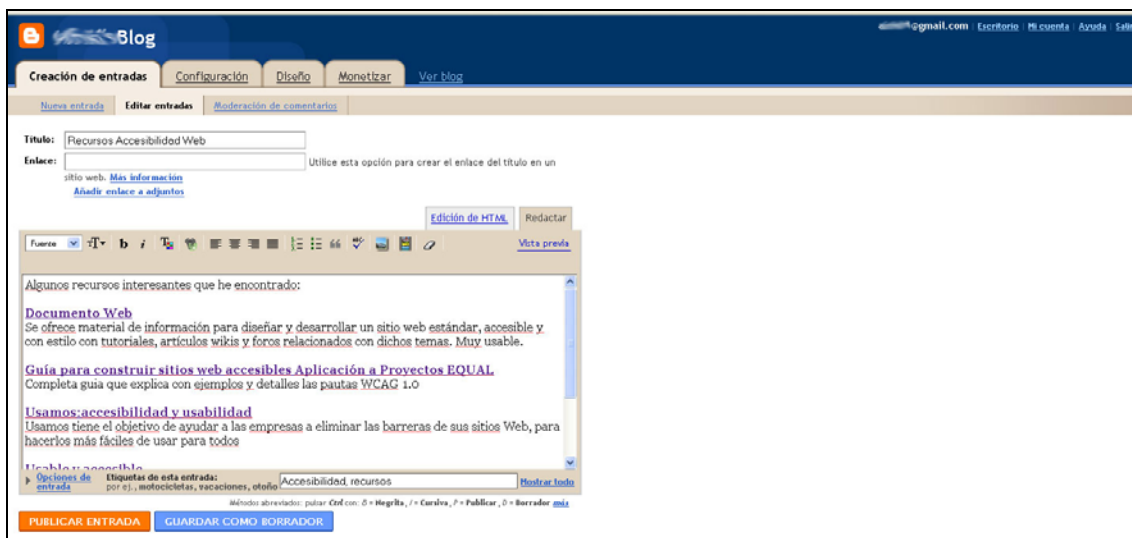 Blog
@gmail.com | Escritorio | Mi cuenta | Ayuda | Salir
Creación de entradas Configuración Diseño Monetizar Ver blog
Nueva entrada Editar entradas Moderación de comentarios
Título: Recursos Accesibilidad Web
Enlace: Utilice esta opción para crear el enlace del título en un
sitio web. Más información
Añadir enlace a adjuntos
Edición de HTML Redactar
Fuente Vista previa
Algunos recursos interesantes que he encontrado:
Documento Web
Se ofrece material de información para diseñar y desarrollar un sitio web estándar, accesible y
con estilo con tutoriales, artículos wikis y foros relacionados con dichos temas. Muy usable.
Guía para construir sitios web accesibles Aplicación a Proyectos EQUAL
Completa guia que explica con ejemplos y detalles las pautas WCAG 1.0
Usamos:accesibilidad y usabilidad
Usamos tiene el objetivo de ayudar a las empresas a eliminar las barreras de sus sitios Web, para
hacerlos más fáciles de usar para todos
Usable y accesible
Opciones de entrada Etiquetas de esta entrada:
por ej., motocicletas, vacaciones, otoño Accesibilidad, recursos Mostrar todo
Métodos abreviados: pulsar Ctrl con: B = Negrita, I = Cursiva, P = Publicar, D = Borrador más
PUBLICAR ENTRADA GUARDAR COMO BORRADOR